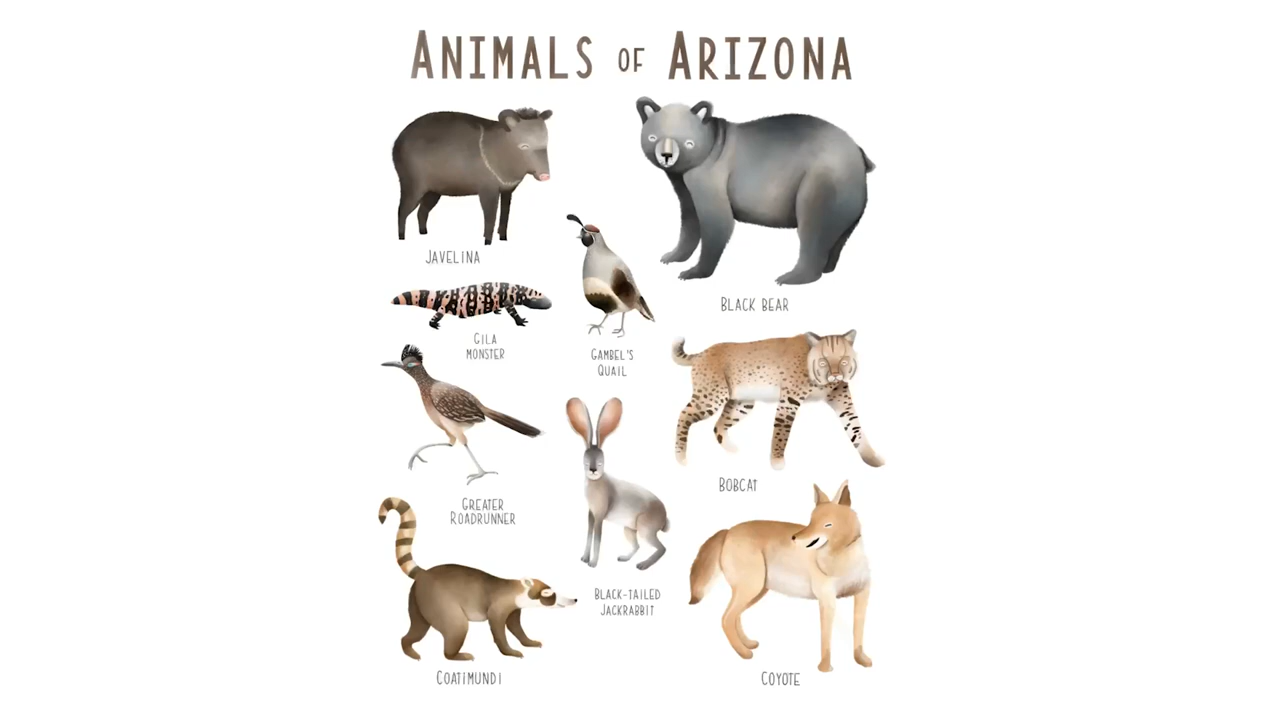 ANIMALS OF ARIZONA
JAVELINA
BLACK BEAR
GILA
MONSTER
GAMBEL'S
QUAIL
GREATER
ROADRUNNER
BOBCAT
BLACK-TAILED
JACKRABBIT
COATIMUNDI
COYOTE